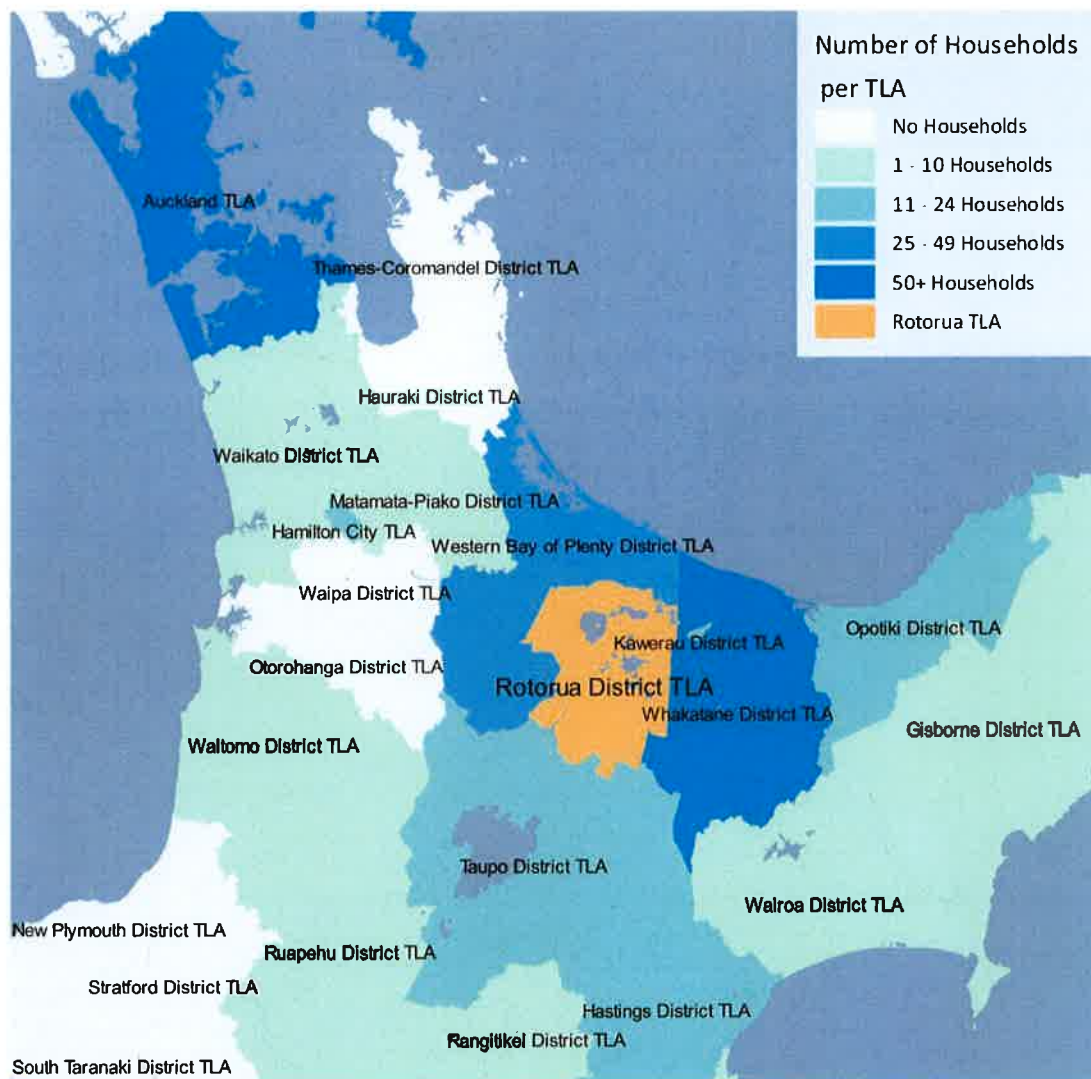 Number of Households
per TLA
No Households
1 - 10 Households
11 - 24 Households
25 - 49 Households
50+ Households
Rotorua TLA
Auckland TLA
Thames-Coromandel District TLA
Hauraki District TLA
Waikato District TLA
Matamata-Piako District TLA
Hamilton City TLA
Western Bay of Plenty District TLA
Waipa District TLA
Kawerau District TLA
Opotiki District TLA
Otorohanga District TLA
Rotorua District TLA
Whakatane District TLA
Gisborne District TLA
Waitomo District TLA
Taupo District TLA
Wairoa District TLA
New Plymouth District TLA
Ruapehu District TLA
Stratford District TLA
Hastings District TLA
Rangitikei District TLA
South Taranaki District TLA